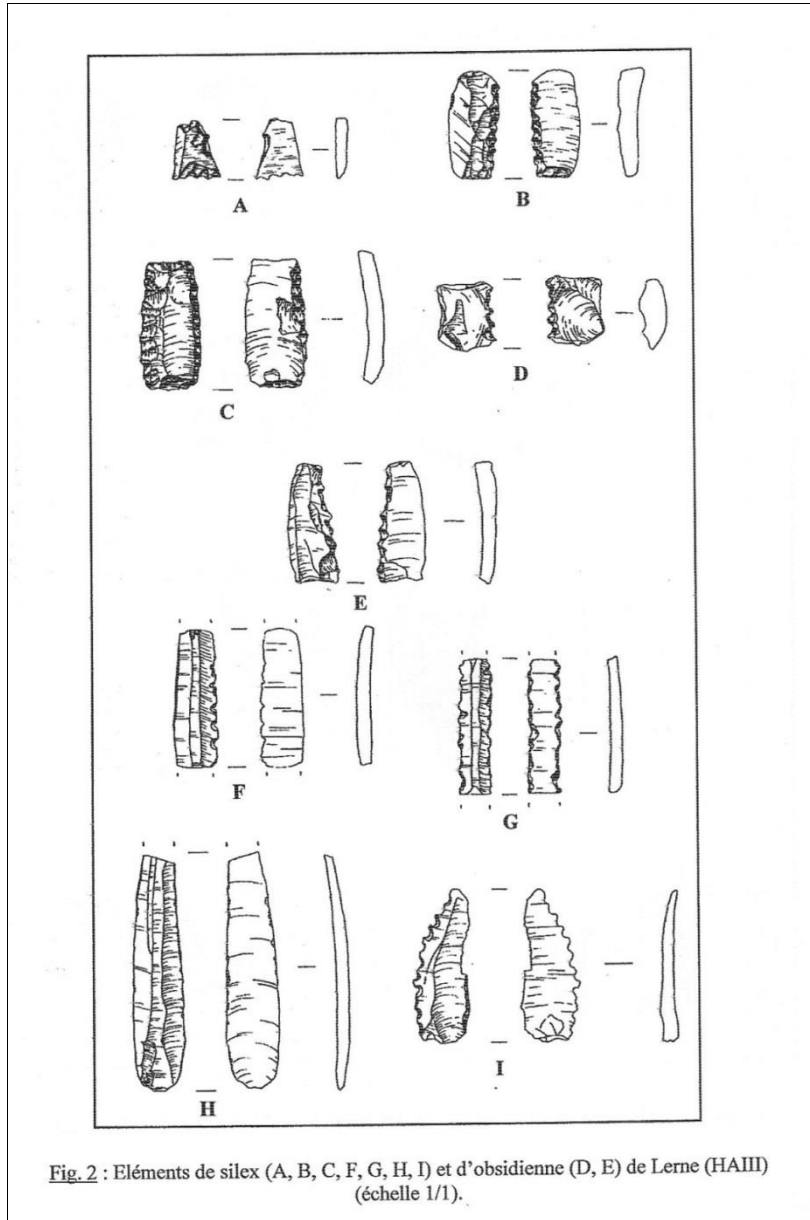 A
B
C
D
E
F
G
H
I
Fig. 2 : Eléments de silex (A, B, C, F, G, H, I) et d'obsidienne (D, E) de Lerne (HAIII)
(échelle 1/1).